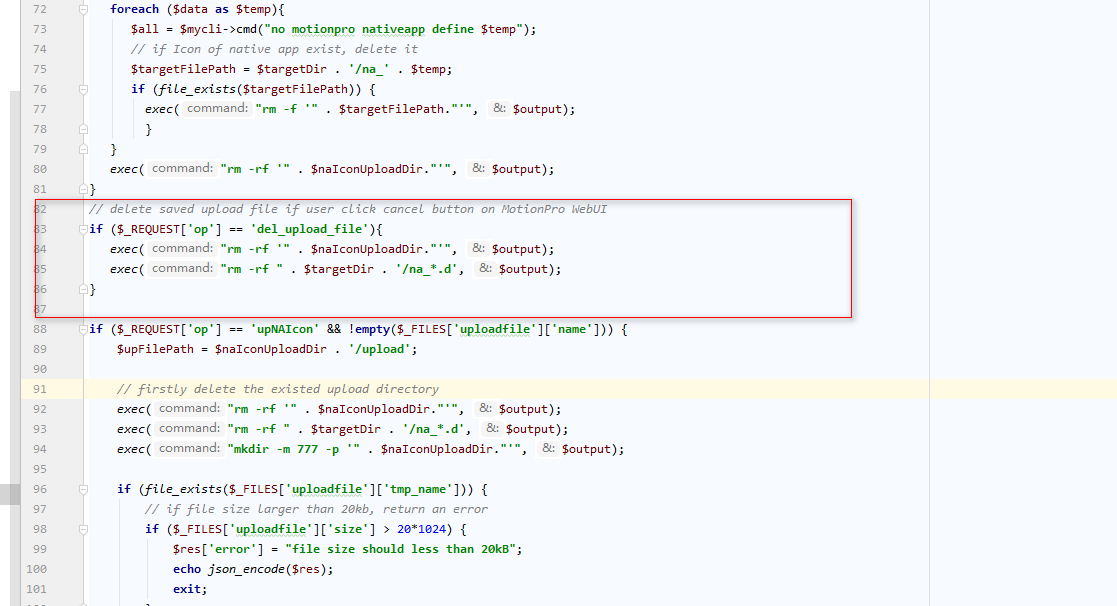 72 foreach ($data as $temp){
73 $all = $mycli->cmd("no motionpro nativeapp define $temp");
74 // if Icon of native app exist, delete it
75 $targetFilePath = $targetDir . '/na_' . $temp;
76 if (file_exists($targetFilePath)) {
77 exec( command: "rm -f '" . $targetFilePath."'", &: $output);
78 }
79 }
80 exec( command: "rm -rf '" . $naIconUploadDir."'", &: $output);
81 }
82 // delete saved upload file if user click cancel button on MotionPro WebUI
83 if ($_REQUEST['op'] == 'del_upload_file'){
84 exec( command: "rm -rf '" . $naIconUploadDir."'", &: $output);
85 exec( command: "rm -rf " . $targetDir . '/na_*.d', &: $output);
86 }
87
88 if ($_REQUEST['op'] == 'upNAIcon' && !empty($_FILES['uploadfile']['name'])) {
89 $upFilePath = $naIconUploadDir . '/upload';
90
91 // firstly delete the existed upload directory
92 exec( command: "rm -rf '" . $naIconUploadDir."'", &: $output);
93 exec( command: "rm -rf " . $targetDir . '/na_*.d', &: $output);
94 exec( command: "mkdir -m 777 -p '" . $naIconUploadDir."'", &: $output);
95
96 if (file_exists($_FILES['uploadfile']['tmp_name'])) {
97 // if file size larger than 20kb, return an error
98 if ($_FILES['uploadfile']['size'] > 20*1024) {
99 $res['error'] = "file size should less than 20kB";
100 echo json_encode($res);
101 exit;